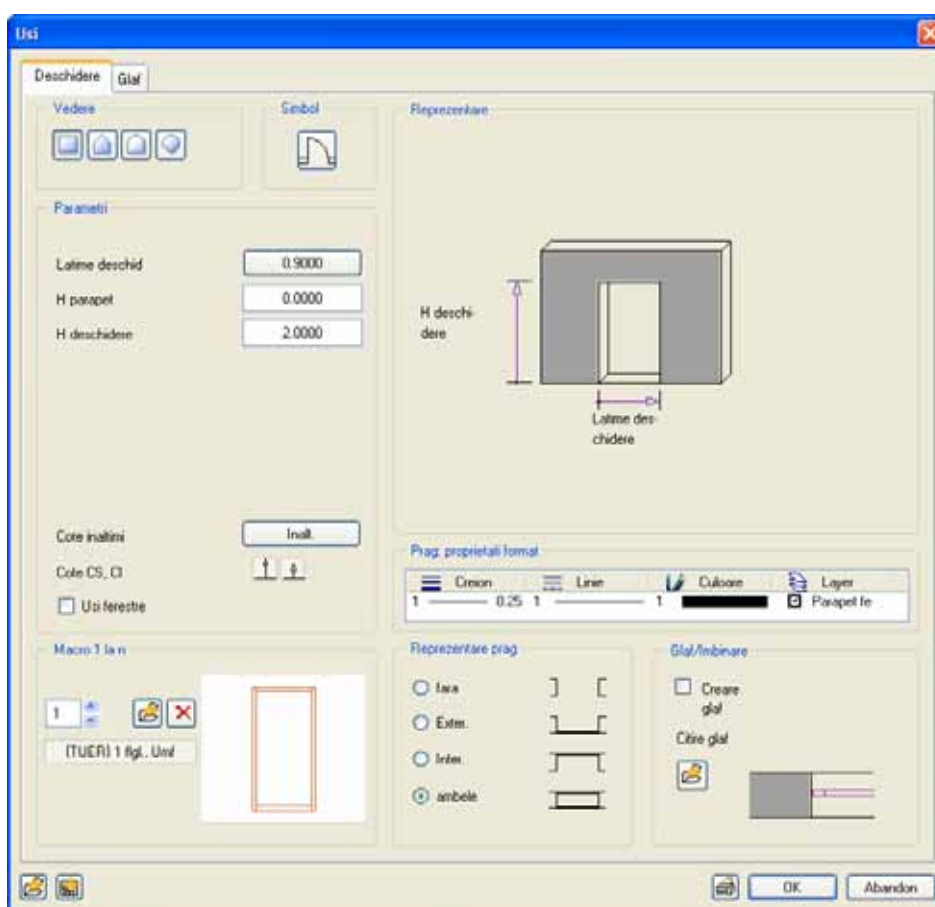 Usi
Deschidere
Glaf
Vedere
Simbol
Reprezentare
Parametri
Latime deschid
0.9000
H parapet
0.0000
H deschidere
2.0000
H deschi-
dere
Latime des-
chidere
Cote inaltimi
Inalt.
Cote CS, CI
Usi ferestre
Prag: proprietati format
Creion
Linie
Culoare
Layer
1
0.25
1
1
Parapet fe
Macro 1 la n
1
(TUER) 1 flgl.. Umf
Reprezentare prag
fara
Exter.
Inter.
ambele
Glaf/Imbinare
Creare
glaf
Citire glaf
OK
Abandon